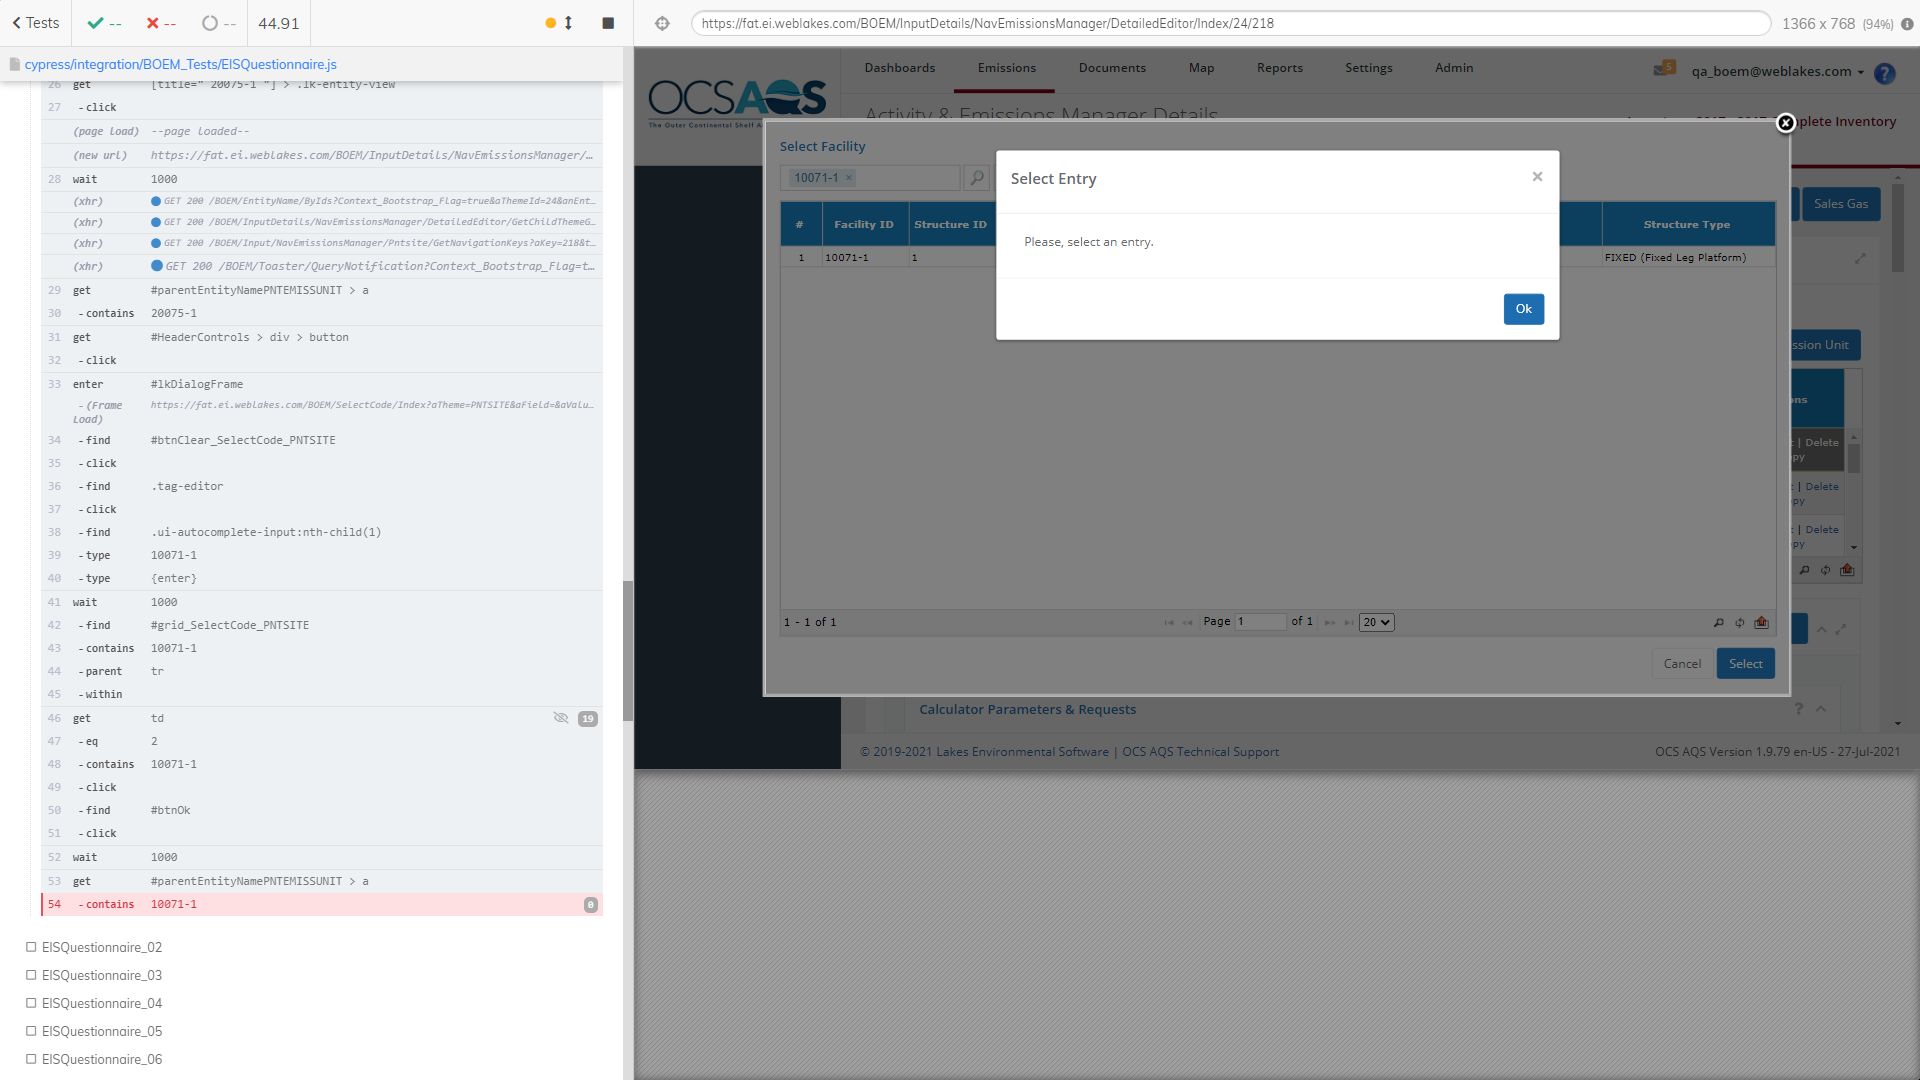 Tests
--
--
--
44.91
https://fat.ei.weblakes.com/BOEM/InputDetails/NavEmissionsManager/DetailedEditor/Index/24/218
1366 x 768 (94%)
cypress/integration/BOEM_Tests/EISQuestionnaire.js
26 get [title=" 20075-1 "] > .lk-entity-view
27 -click
(page load) --page loaded--
(new url) https://fat.ei.weblakes.com/BOEM/InputDetails/NavEmissionsManager/…
28 wait 1000
(xhr) GET 200 /BOEM/EntityName/ByIds?Context_Bootstrap_Flag=true&aThemeId=24&anEnt…
(xhr) GET 200 /BOEM/InputDetails/NavEmissionsManager/DetailedEditor/GetChildThemeG…
(xhr) GET 200 /BOEM/Input/NavEmissionsManager/Pntsite/GetNavigationKeys?aKey=218&t…
(xhr) GET 200 /BOEM/Toaster/QueryNotification?Context_Bootstrap_Flag=t…
29 get #parentEntityNamePNTEMISSUNIT > a
30 -contains 20075-1
31 get #HeaderControls > div > button
32 -click
33 enter #lkDialogFrame
-(Frame Load) https://fat.ei.weblakes.com/BOEM/SelectCode/Index?aTheme=PNTSITE&aField=&aValu…
34 -find #btnClear_SelectCode_PNTSITE
35 -click
36 -find .tag-editor
37 -click
38 -find .ui-autocomplete-input:nth-child(1)
39 -type 10071-1
40 -type {enter}
41 wait 1000
42 -find #grid_SelectCode_PNTSITE
43 -contains 10071-1
44 -parent tr
45 -within
46 get td 19
47 -eq 2
48 -contains 10071-1
49 -click
50 -find #btnOk
51 -click
52 wait 1000
53 get #parentEntityNamePNTEMISSUNIT > a
54 -contains 10071-1 0
EISQuestionnaire_02
EISQuestionnaire_03
EISQuestionnaire_04
EISQuestionnaire_05
EISQuestionnaire_06
OCSAQS
The Outer Continental Shelf A
Dashboards Emissions Documents Map Reports Settings Admin
5 qa_boem@weblakes.com ?
Activity & Emissions Manager Details
plete Inventory
Sales Gas
ssion Unit
ns
| Delete
py
| Delete
py
| Delete
py
Select Facility
10071-1 ×
# Facility ID Structure ID Structure Type
1 10071-1 1 FIXED (Fixed Leg Platform)
Select Entry ×
Please, select an entry.
Ok
1 - 1 of 1 Page 1 of 1 20
Cancel Select
Calculator Parameters & Requests ?
© 2019-2021 Lakes Environmental Software | OCS AQS Technical Support
OCS AQS Version 1.9.79 en-US - 27-Jul-2021